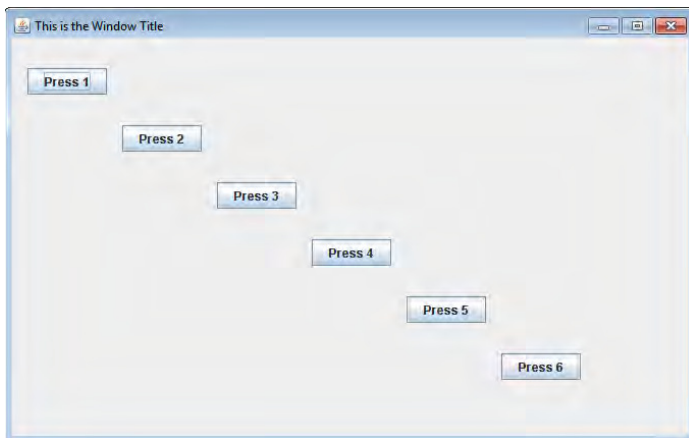 This is the Window Title
Press 1
Press 2
Press 3
Press 4
Press 5
Press 6